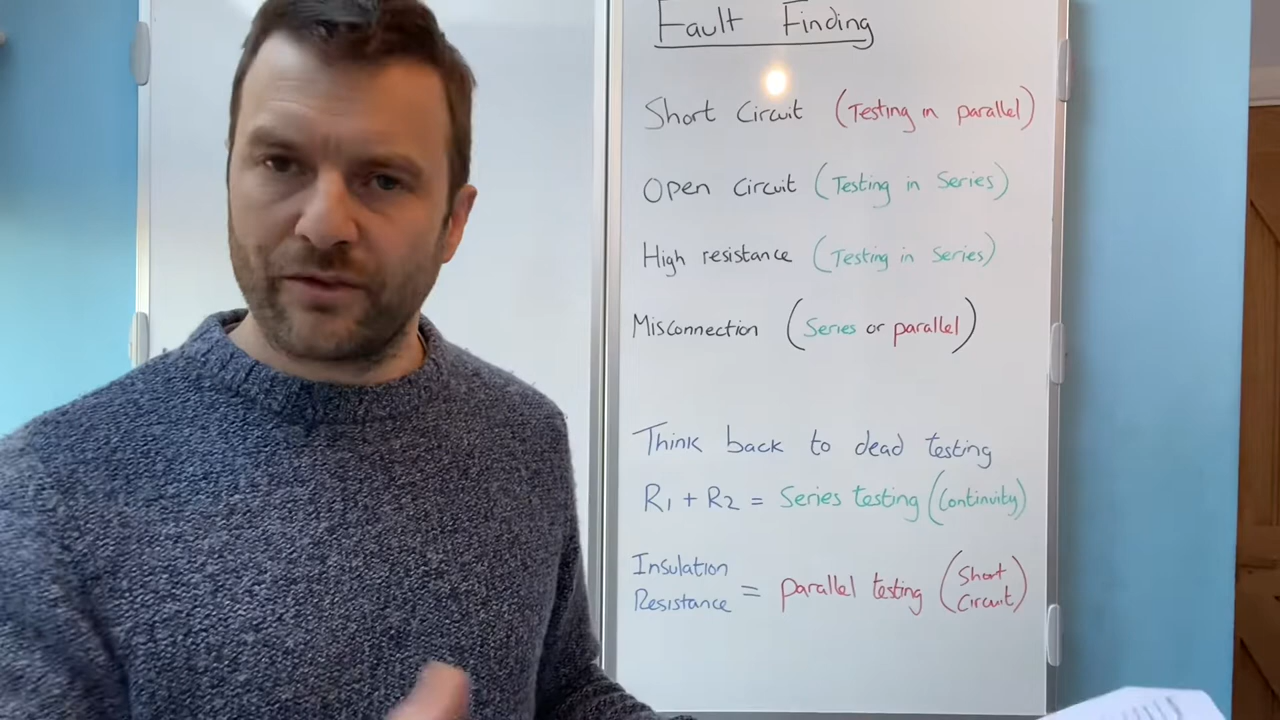 Fault Finding
Short Circuit (Testing in parallel)
Open Circuit (Testing in Series)
High resistance (Testing in Series)
Misconnection (Series or parallel)
Think back to dead testing
R1 + R2 = Series testing (Continuity)
Insulation
Resistance = parallel testing (Short Circuit)